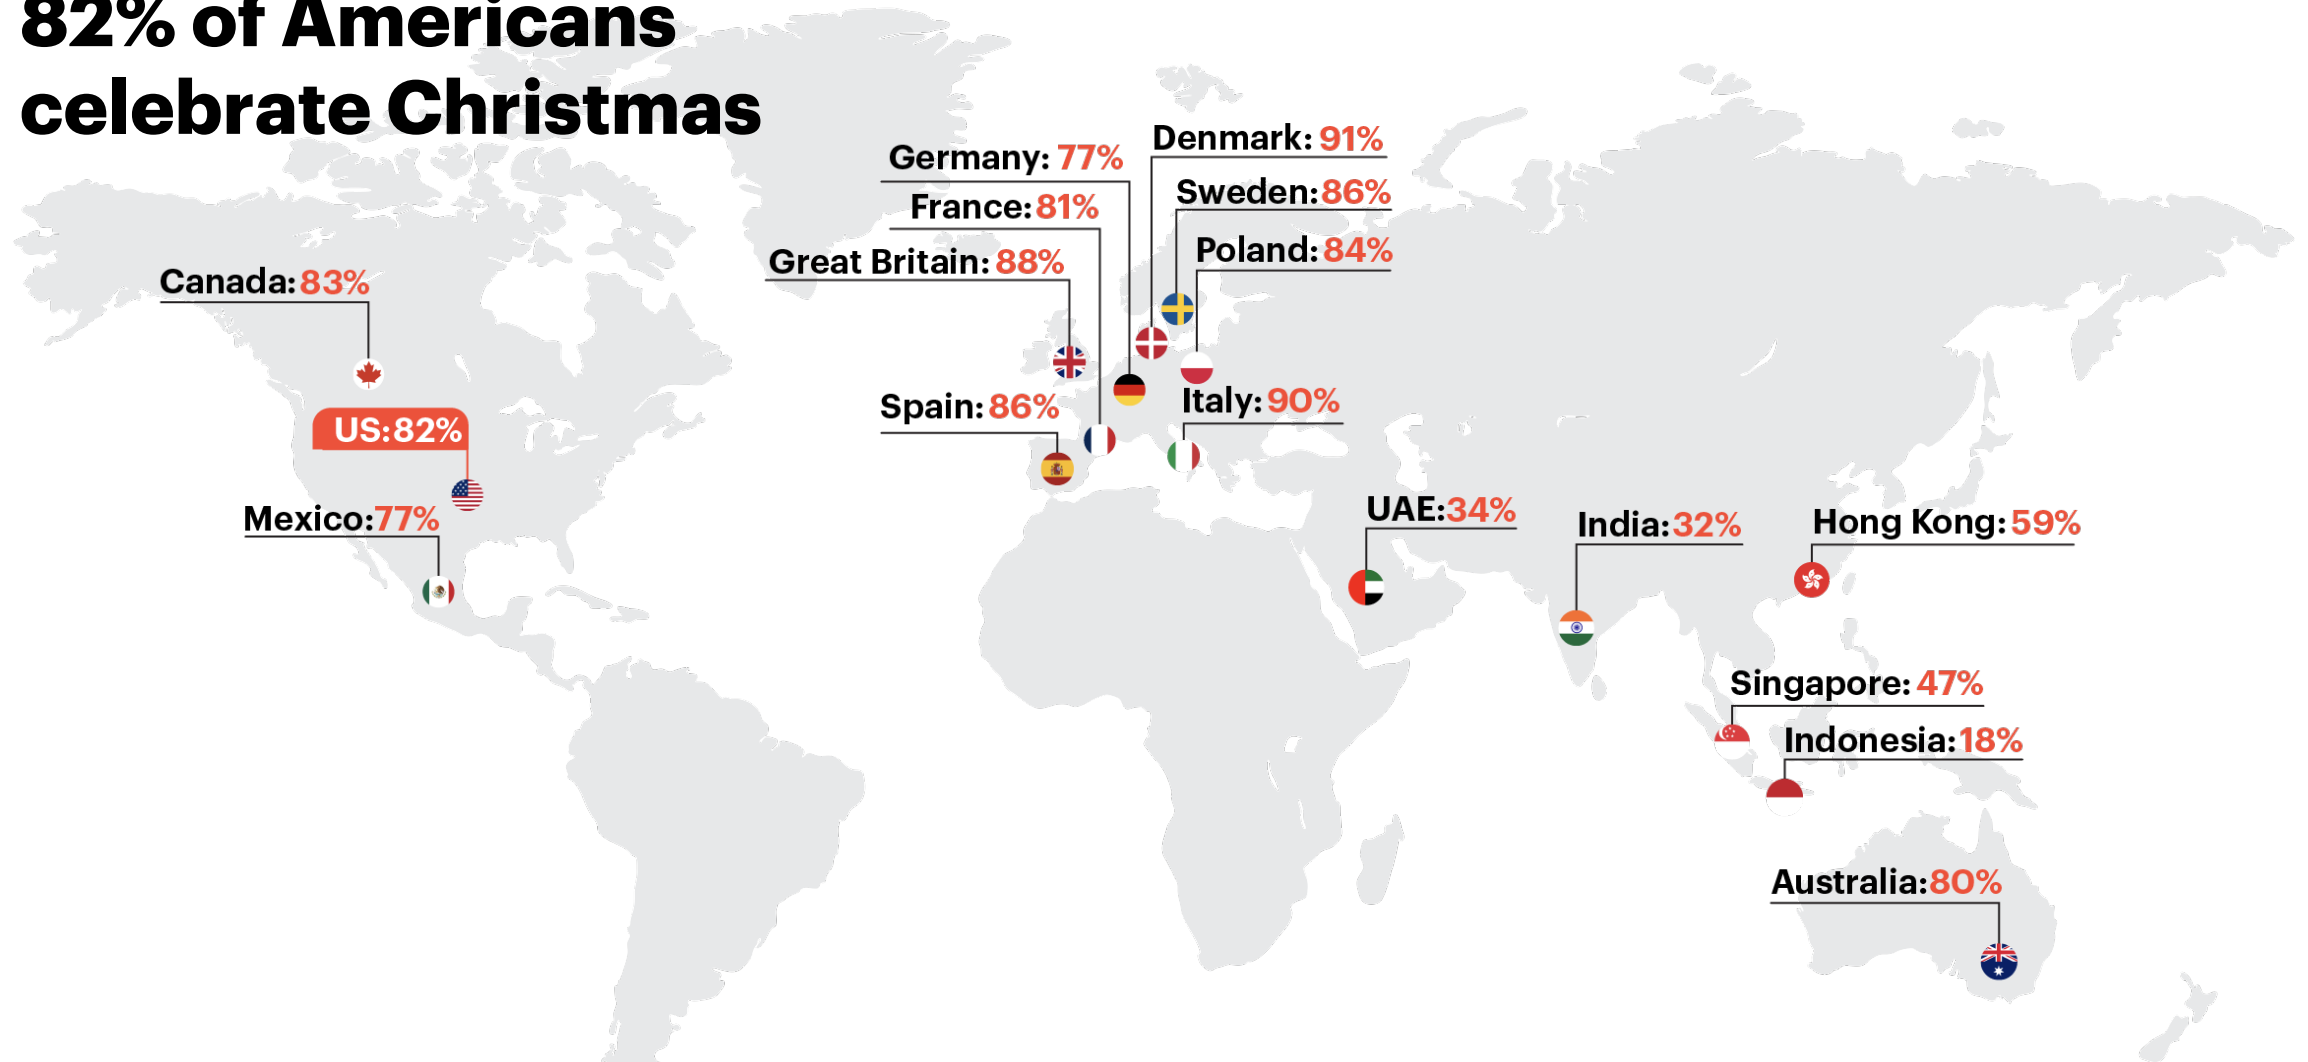 82% of Americans
celebrate Christmas
Denmark: 91%
Germany: 77%
Sweden: 86%
France: 81%
Poland: 84%
Great Britain: 88%
Canada: 83%
Italy: 90%
Spain: 86%
US: 82%
UAE: 34%
Mexico: 77%
India: 32%
Hong Kong: 59%
Singapore: 47%
Indonesia: 18%
Australia: 80%